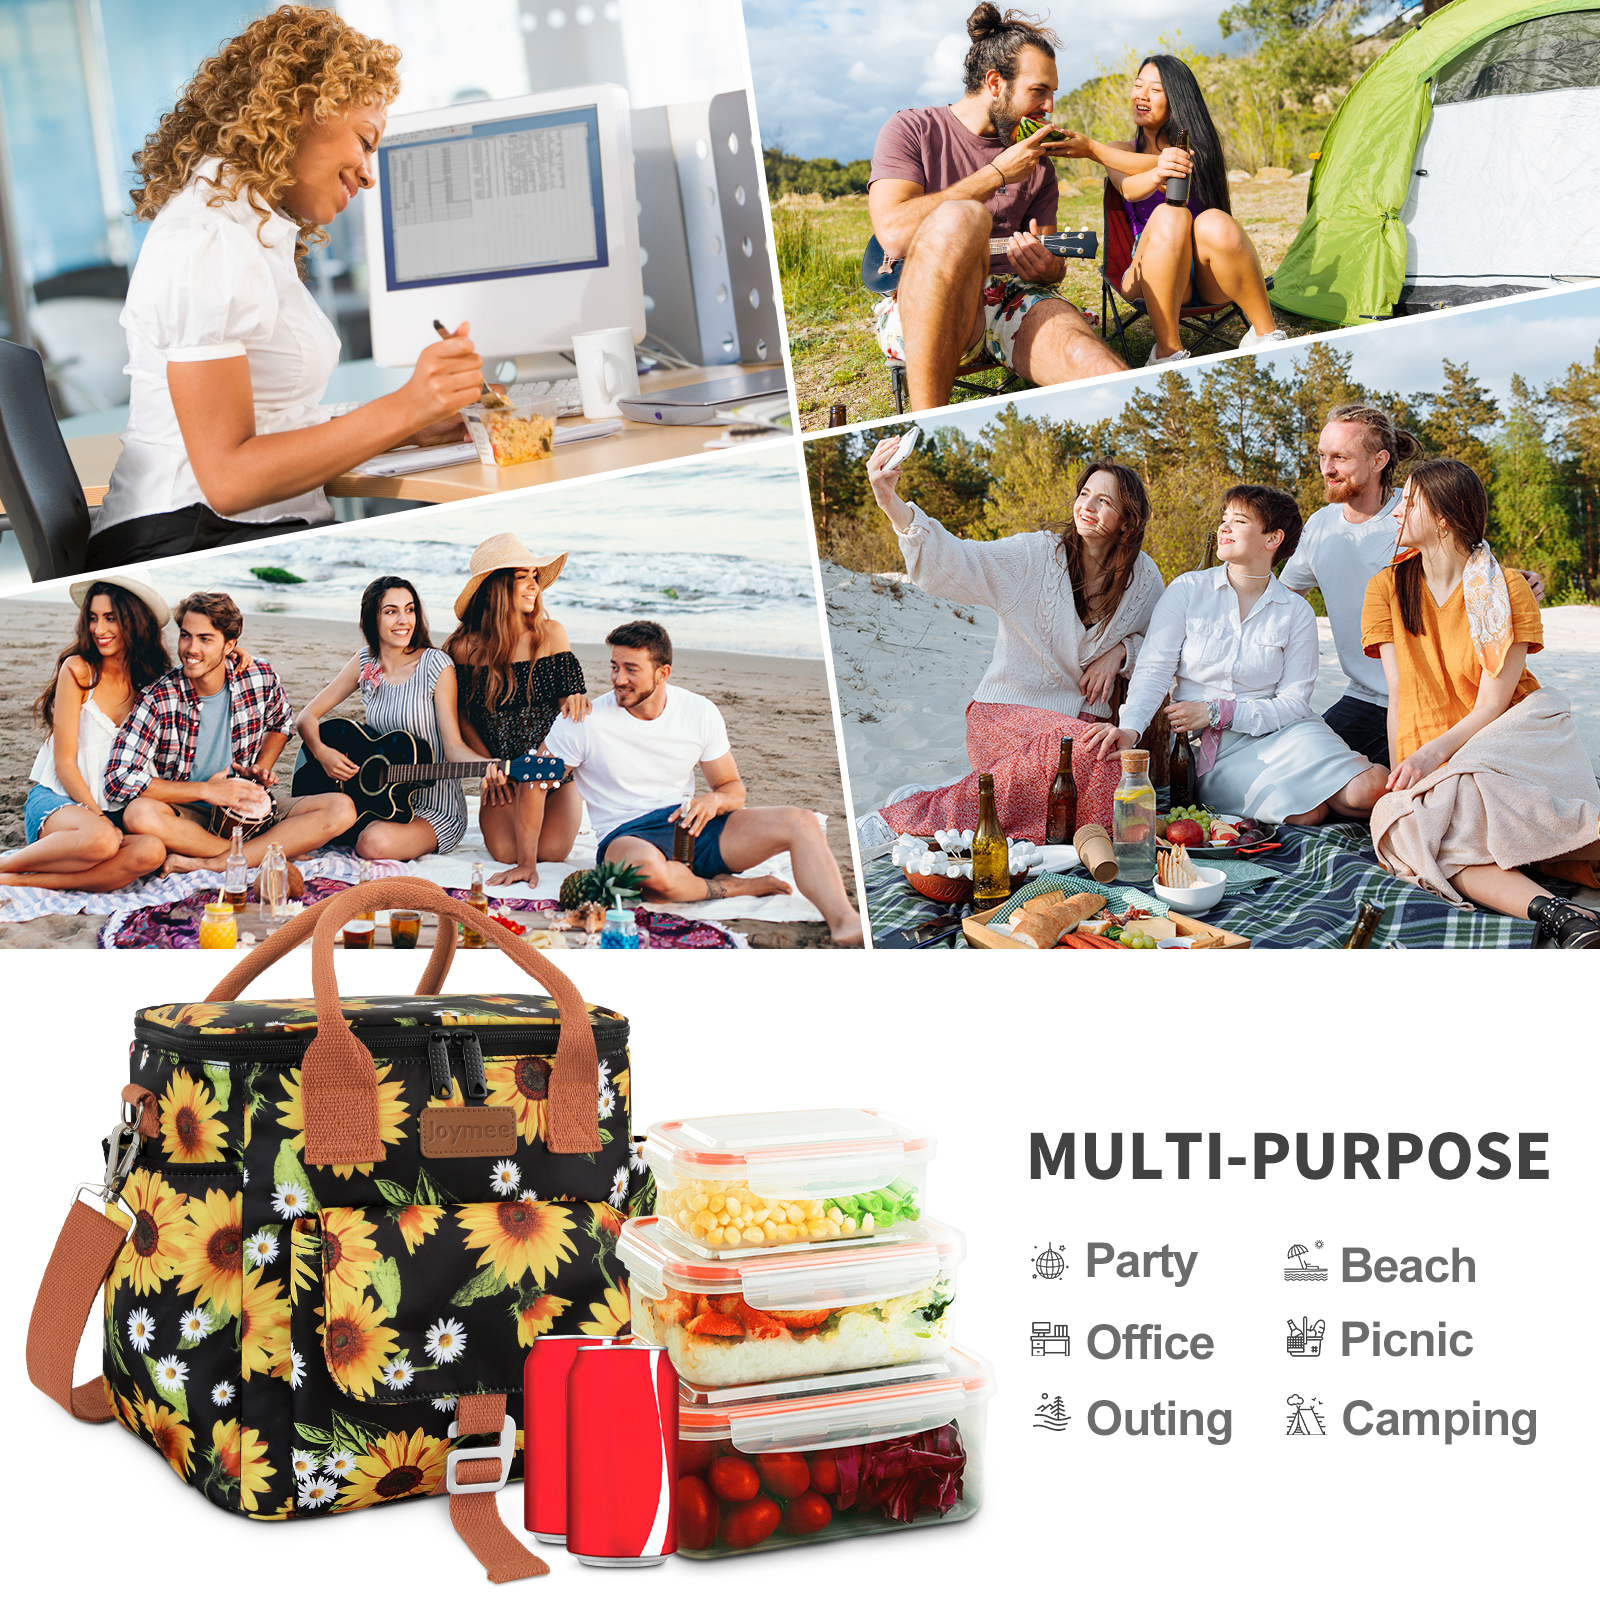 Joymee
MULTI-PURPOSE
Party
Beach
Office
Picnic
Outing
Camping